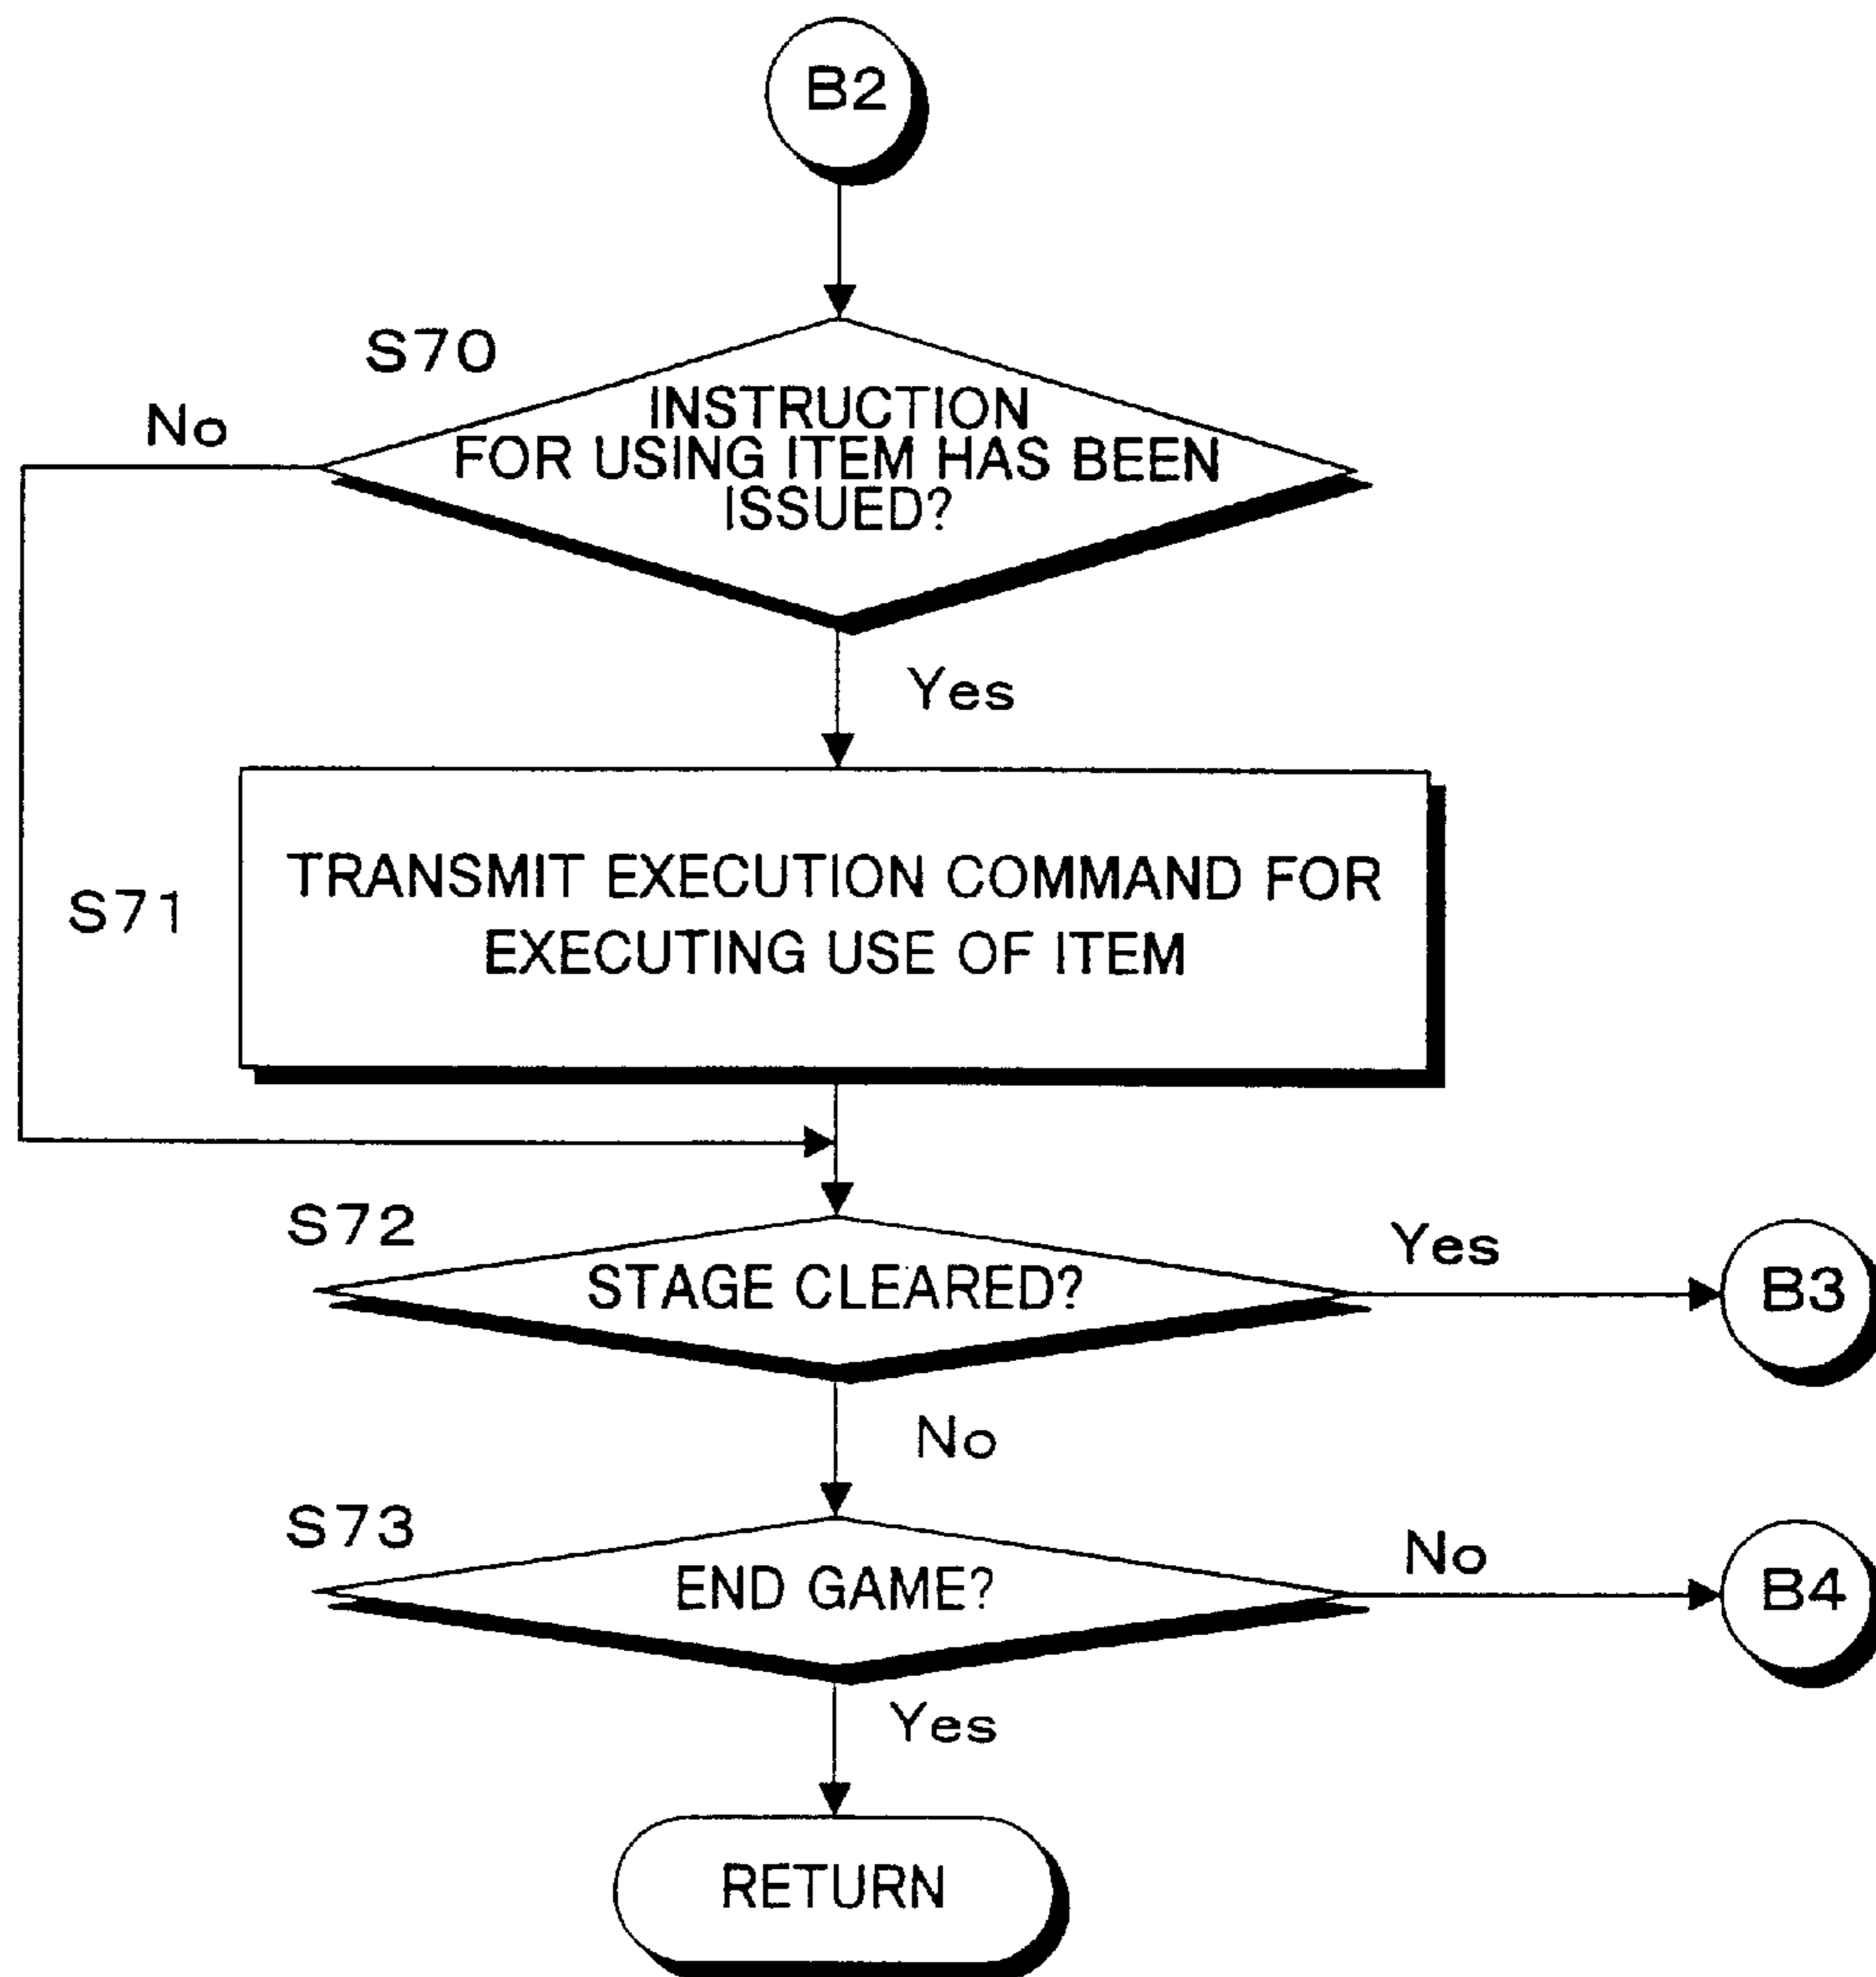 B2
S70
No
INSTRUCTION
FOR USING ITEM HAS BEEN
ISSUED?
Yes
S71
TRANSMIT EXECUTION COMMAND FOR
EXECUTING USE OF ITEM
S72
STAGE CLEARED?
Yes
B3
No
S73
END GAME?
No
B4
Yes
RETURN